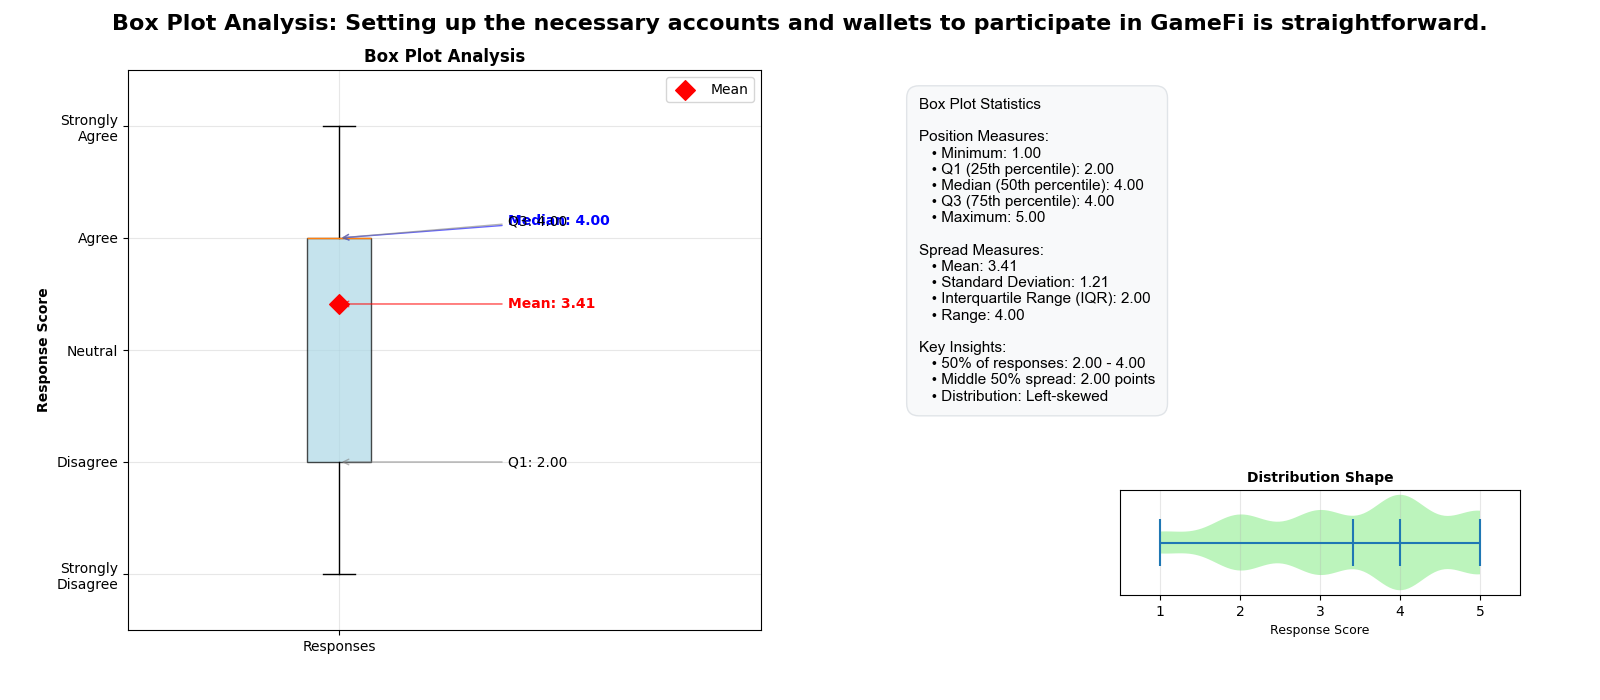 Box Plot Analysis: Setting up the necessary accounts and wallets to participate in GameFi is straightforward.
Box Plot Analysis
Mean
Strongly
Agree
Agree
Neutral
Disagree
Strongly
Disagree
Response Score
Q3: 4.00
Median: 4.00
Mean: 3.41
Q1: 2.00
Responses
Box Plot Statistics
Position Measures:
• Minimum: 1.00
• Q1 (25th percentile): 2.00
• Median (50th percentile): 4.00
• Q3 (75th percentile): 4.00
• Maximum: 5.00
Spread Measures:
• Mean: 3.41
• Standard Deviation: 1.21
• Interquartile Range (IQR): 2.00
• Range: 4.00
Key Insights:
• 50% of responses: 2.00 - 4.00
• Middle 50% spread: 2.00 points
• Distribution: Left-skewed
Distribution Shape
1 2 3 4 5
Response Score